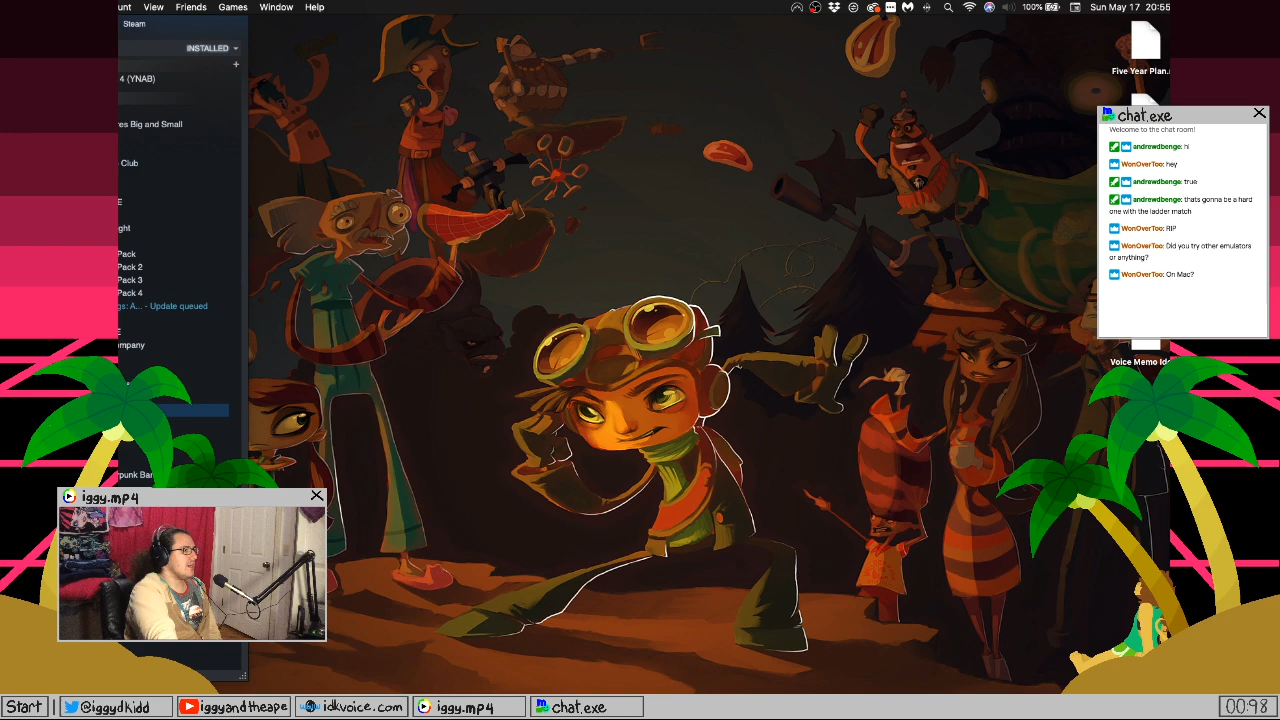 unt View Friends Games Window Help
100% Sun May 17 20:55
Steam
INSTALLED
+
4 (YNAB)
res Big and Small
Club
E
ght
Pack
Pack 2
Pack 3
Pack 4
gs: A... - Update queued
E
ompany
rpunk Bar
Five Year Plan.
chat.exe
Welcome to the chat room!
andrewdbenge: hi
WonOverToo: hey
andrewdbenge: true
andrewdbenge: thats gonna be a hard
one with the ladder match
WonOverToo: RIP
WonOverToo: Did you try other emulators
or anything?
WonOverToo: On Mac?
Voice Memo Ide
iggy.mp4
Start | @iggydkidd iggyandtheape idkvoice.com iggy.mp4 chat.exe 00:98